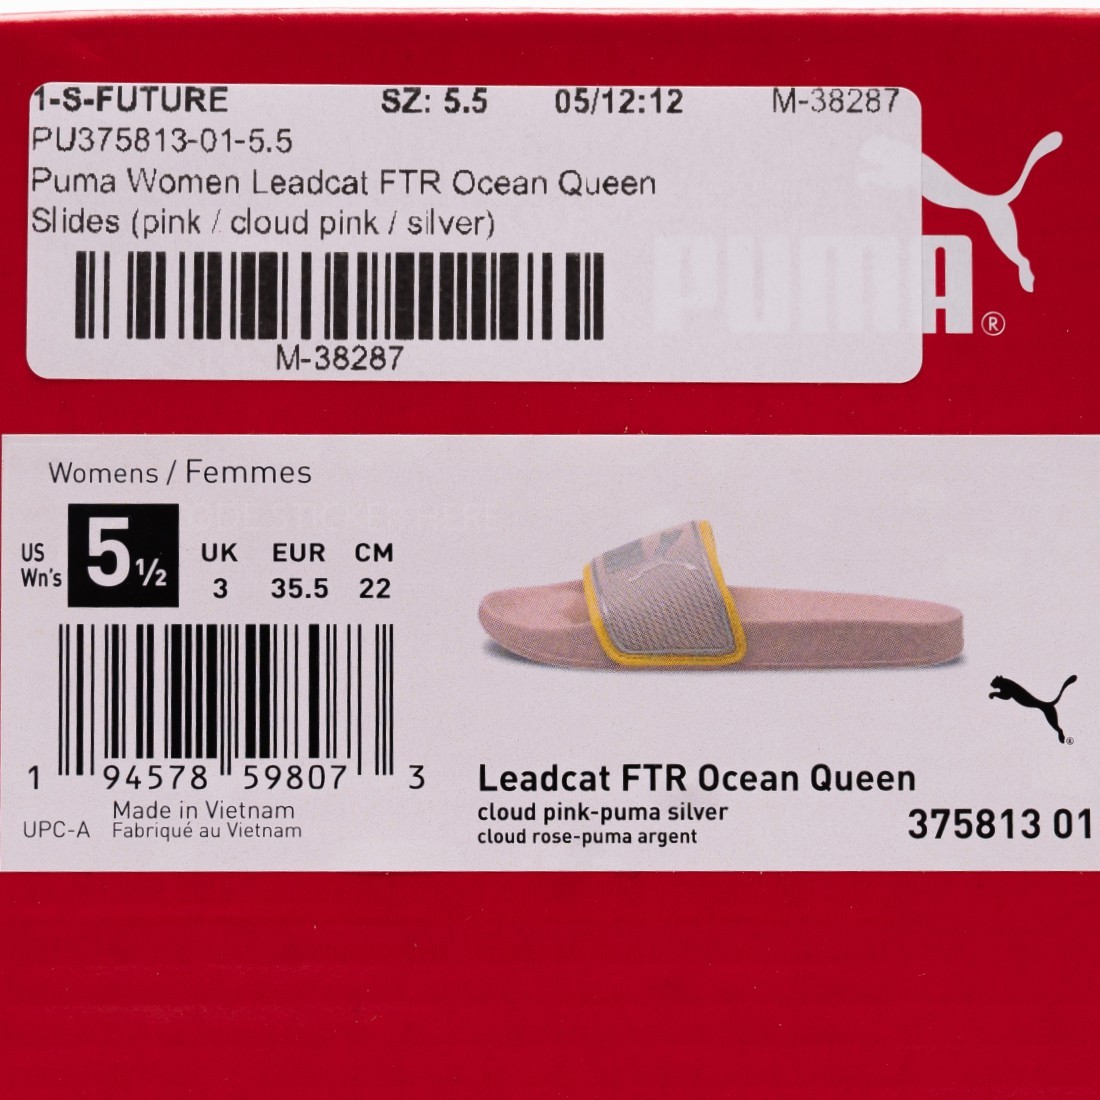 1-S-FUTURE SZ: 5.5 05/12:12 M-38287
PU375813-01-5.5
Puma Women Leadcat FTR Ocean Queen
Slides (pink / cloud pink / silver)
M-38287
PUMA®
Womens / Femmes
US Wn's 5 1/2
UK EUR CM
3 35.5 22
1 94578 59807 3
UPC-A
Made in Vietnam
Fabriqué au Vietnam
Leadcat FTR Ocean Queen
cloud pink-puma silver
cloud rose-puma argent
375813 01